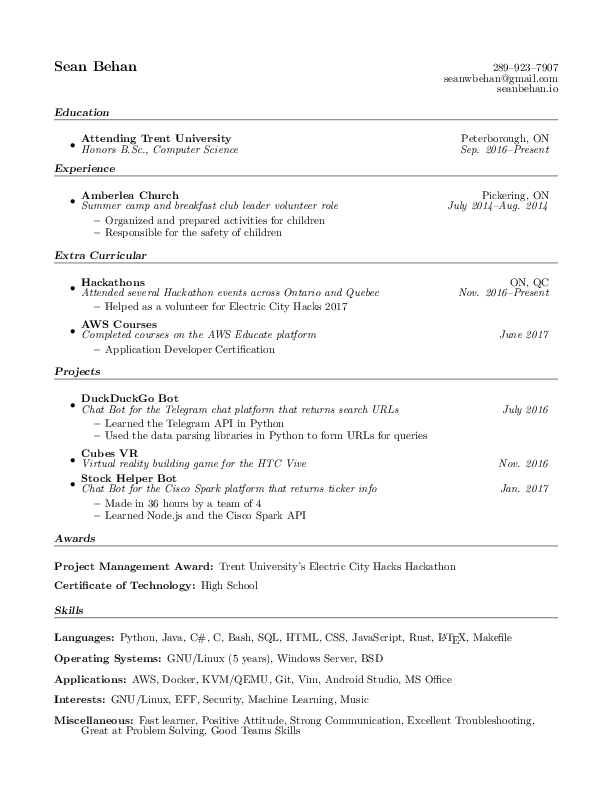 Sean Behan
289–923–7907
seanwbehan@gmail.com
seanbehan.io
Education
• Attending Trent University Peterborough, ON
Honors B.Sc., Computer Science Sep. 2016–Present
Experience
• Amberlea Church Pickering, ON
Summer camp and breakfast club leader volunteer role July 2014–Aug. 2014
– Organized and prepared activities for children
– Responsible for the safety of children
Extra Curricular
• Hackathons ON, QC
Attended several Hackathon events across Ontario and Quebec Nov. 2016–Present
– Helped as a volunteer for Electric City Hacks 2017
• AWS Courses
Completed courses on the AWS Educate platform June 2017
– Application Developer Certification
Projects
• DuckDuckGo Bot
Chat Bot for the Telegram chat platform that returns search URLs July 2016
– Learned the Telegram API in Python
– Used the data parsing libraries in Python to form URLs for queries
• Cubes VR
Virtual reality building game for the HTC Vive Nov. 2016
• Stock Helper Bot
Chat Bot for the Cisco Spark platform that returns ticker info Jan. 2017
– Made in 36 hours by a team of 4
– Learned Node.js and the Cisco Spark API
Awards
Project Management Award: Trent University's Electric City Hacks Hackathon
Certificate of Technology: High School
Skills
Languages: Python, Java, C#, C, Bash, SQL, HTML, CSS, JavaScript, Rust, LATEX, Makefile
Operating Systems: GNU/Linux (5 years), Windows Server, BSD
Applications: AWS, Docker, KVM/QEMU, Git, Vim, Android Studio, MS Office
Interests: GNU/Linux, EFF, Security, Machine Learning, Music
Miscellaneous: Fast learner, Positive Attitude, Strong Communication, Excellent Troubleshooting,
Great at Problem Solving, Good Teams Skills